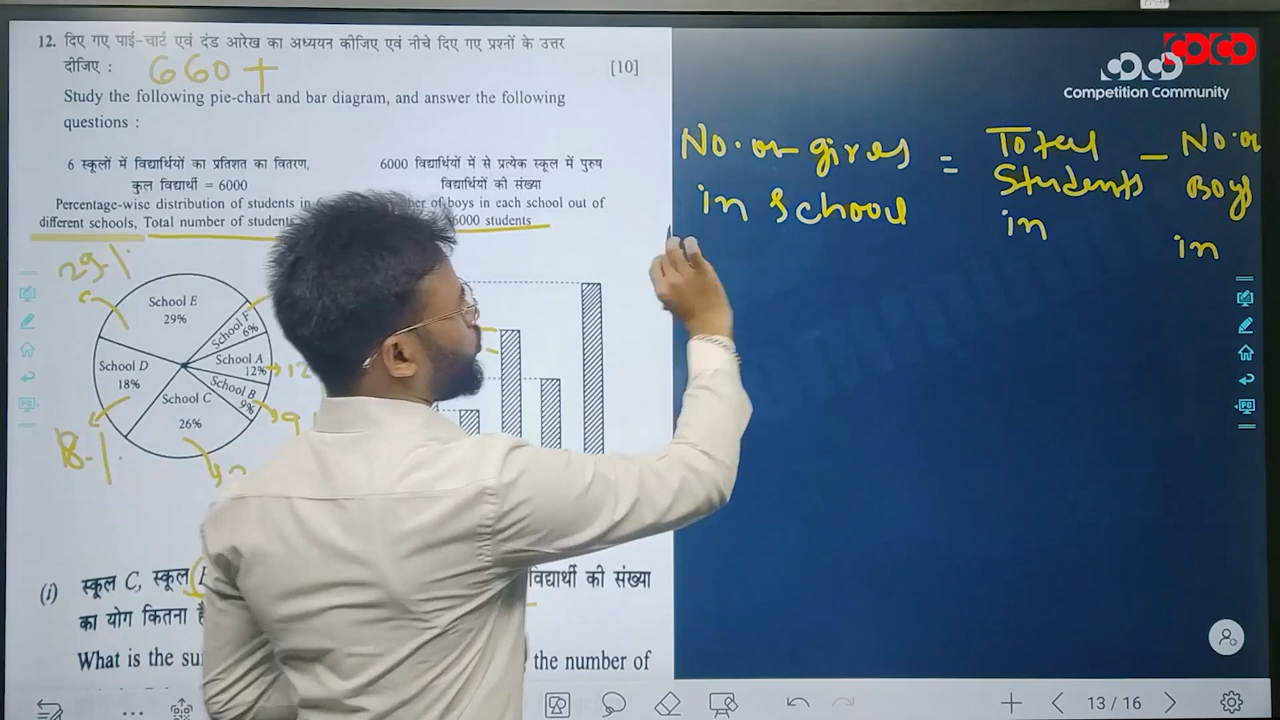 12. दिए गए पाई-चार्ट एवं दंड आरेख का अध्ययन कीजिए एवं नीचे दिए गए प्रश्नों के उत्तर
दीजिए : 660+ [10]
Study the following pie-chart and bar diagram, and answer the following
questions :
6 स्कूलों में विद्यार्थियों का प्रतिशत का वितरण,
कुल विद्यार्थी = 6000
Percentage-wise distribution of students in
different schools, Total number of students
6000 विद्यार्थियों में से प्रत्येक स्कूल में पुरुष
विद्यार्थियों की संख्या
of boys in each school out of
6000 students
29%
School E
29%
School F
6%
School A
12%
12
School B
9%
9
School C
26%
School D
18%
18%
(i) स्कूल C, स्कूल
विद्यार्थी की संख्या
का योग कितना
What is the
the number of
COCO
Competition Community
No. of
in School
=
Total
Students
in
-
No. of
Boys
in
13 / 16